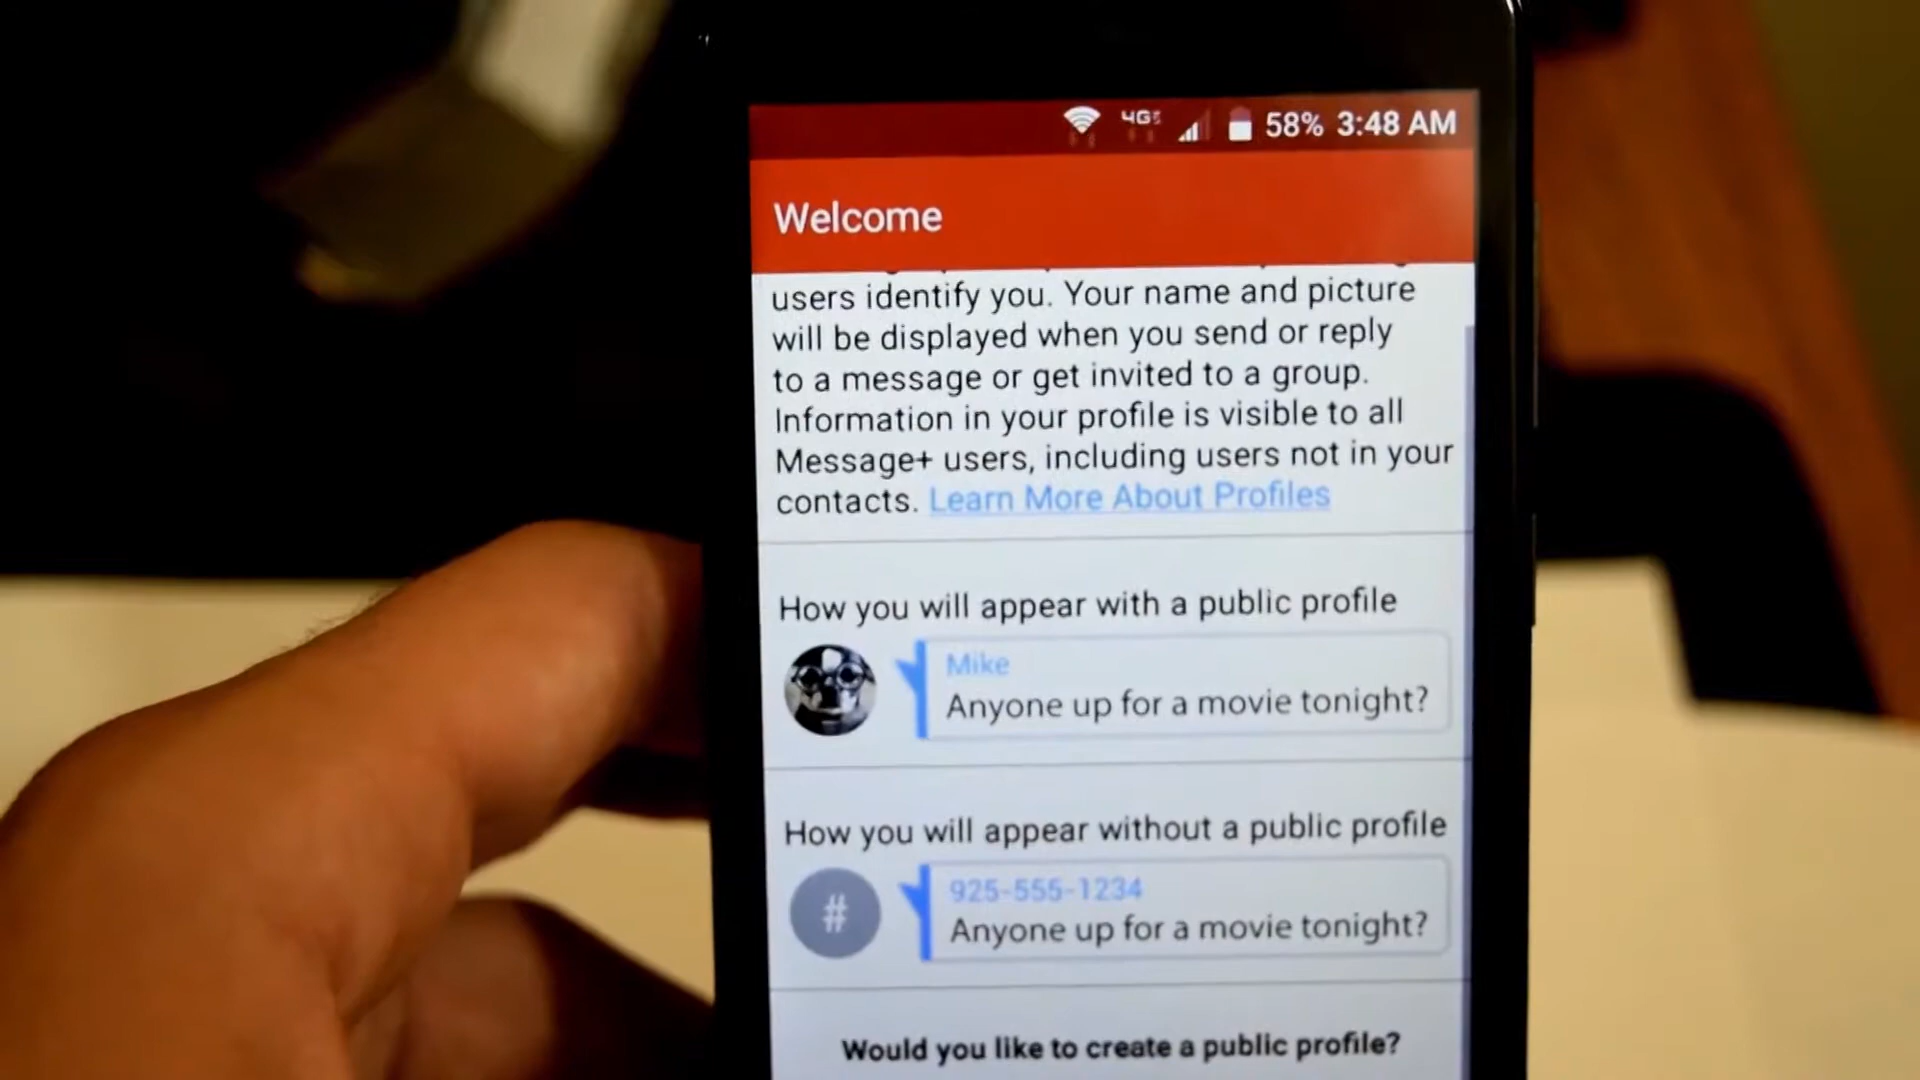 4G
58% 3:48 AM
Welcome
users identify you. Your name and picture
will be displayed when you send or reply
to a message or get invited to a group.
Information in your profile is visible to all
Message+ users, including users not in your
contacts. Learn More About Profiles
How you will appear with a public profile
Mike
Anyone up for a movie tonight?
How you will appear without a public profile
#
925-555-1234
Anyone up for a movie tonight?
Would you like to create a public profile?